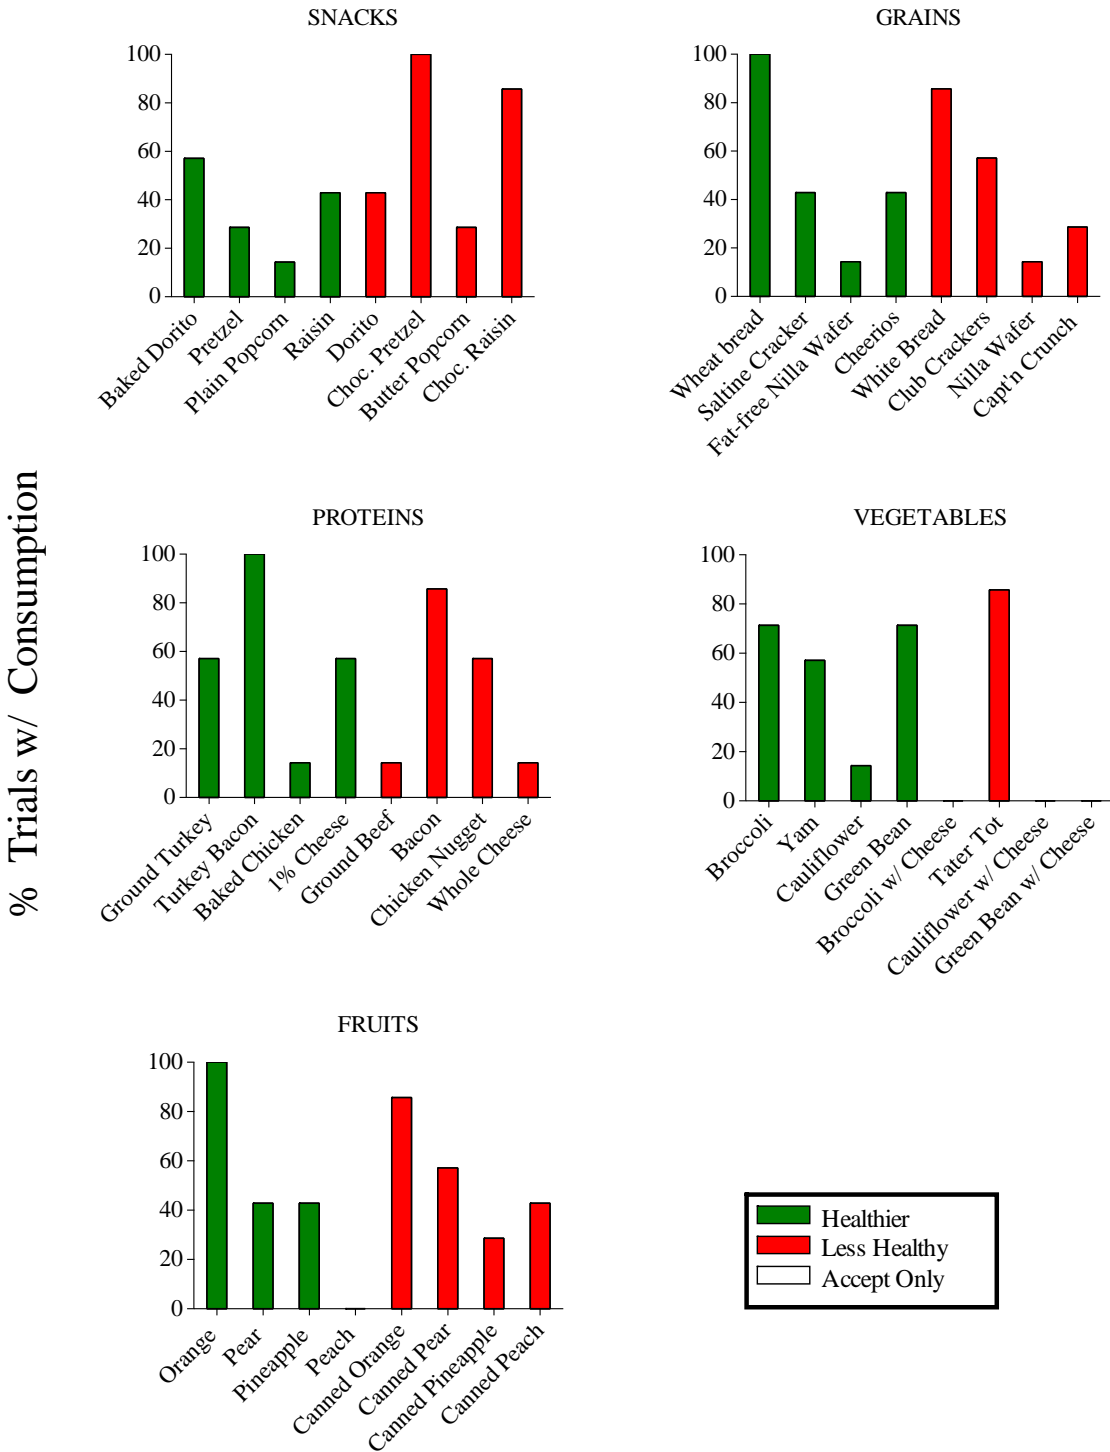 SNACKS
100
80
60
40
20
0
Baked Dorito
Pretzel
Plain Popcorn
Raisin
Dorito
Choc. Pretzel
Butter Popcorn
Choc. Raisin
GRAINS
100
80
60
40
20
0
Wheat bread
Saltine Cracker
Fat-free Nilla Wafer
Cheerios
White Bread
Club Crackers
Nilla Wafer
Capt'n Crunch
% Trials w/ Consumption
PROTEINS
100
80
60
40
20
0
Ground Turkey
Turkey Bacon
Baked Chicken
1% Cheese
Ground Beef
Bacon
Chicken Nugget
Whole Cheese
VEGETABLES
100
80
60
40
20
0
Broccoli
Yam
Cauliflower
Green Bean
Broccoli w/ Cheese
Tater Tot
Cauliflower w/ Cheese
Green Bean w/ Cheese
FRUITS
100
80
60
40
20
0
Orange
Pear
Pineapple
Peach
Canned Orange
Canned Pear
Canned Pineapple
Canned Peach
Healthier
Less Healthy
Accept Only